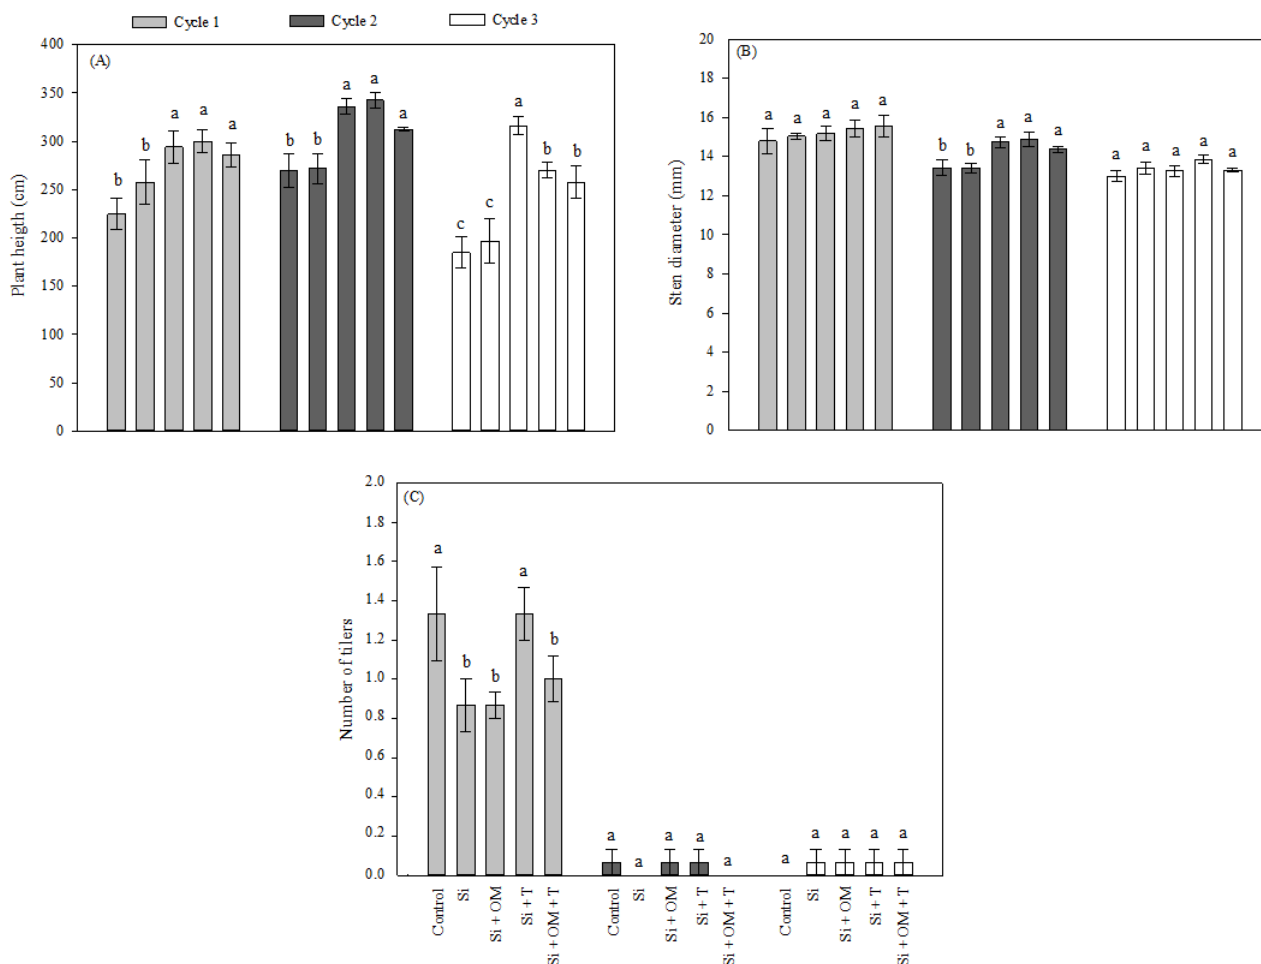 Cycle 1 Cycle 2 Cycle 3
(A)
400
350
300
250
200
150
100
50
0
Plant heigth (cm)
b b a a a
b b a a a
c c a b b
(B)
20
18
16
14
12
10
8
6
4
2
0
Sten diameter (mm)
a a a a a
b b a a a
a a a a a
(C)
2.0
1.8
1.6
1.4
1.2
1.0
0.8
0.6
0.4
0.2
0.0
Number of tilers
a b b a b
a a a a a
a a a a a
Control
Si
Si + OM
Si + T
Si + OM + T
Control
Si
Si + OM
Si + T
Si + OM + T
Control
Si
Si + OM
Si + T
Si + OM + T